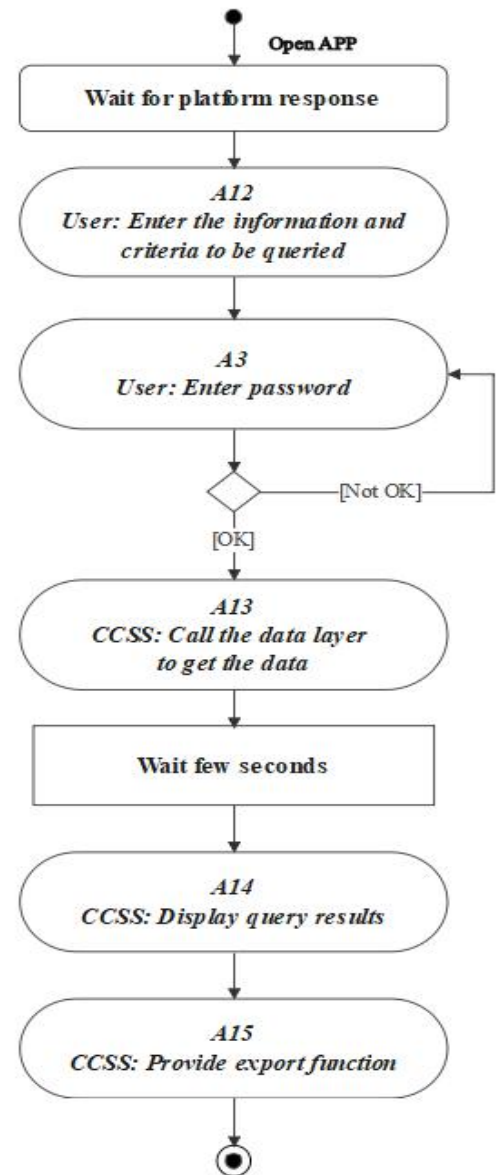 Open APP
Wait for platform response
A12
User: Enter the information and
criteria to be queried
A3
User: Enter password
[Not OK]
[OK]
A13
CCSS: Call the data layer
to get the data
Wait few seconds
A14
CCSS: Display query results
A15
CCSS: Provide export function